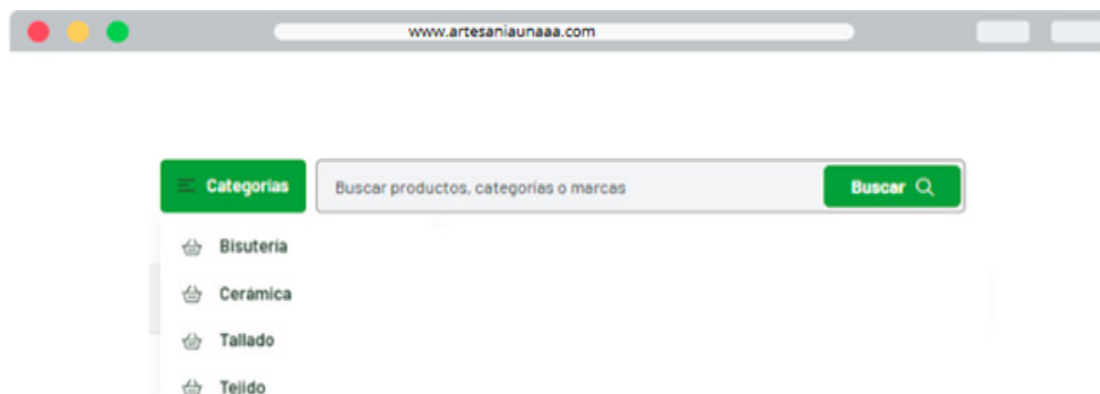 www.artesaniaunaaa.com
Categorías
Buscar productos, categorías o marcas
Buscar
Bisutería
Cerámica
Tallado
Tejido